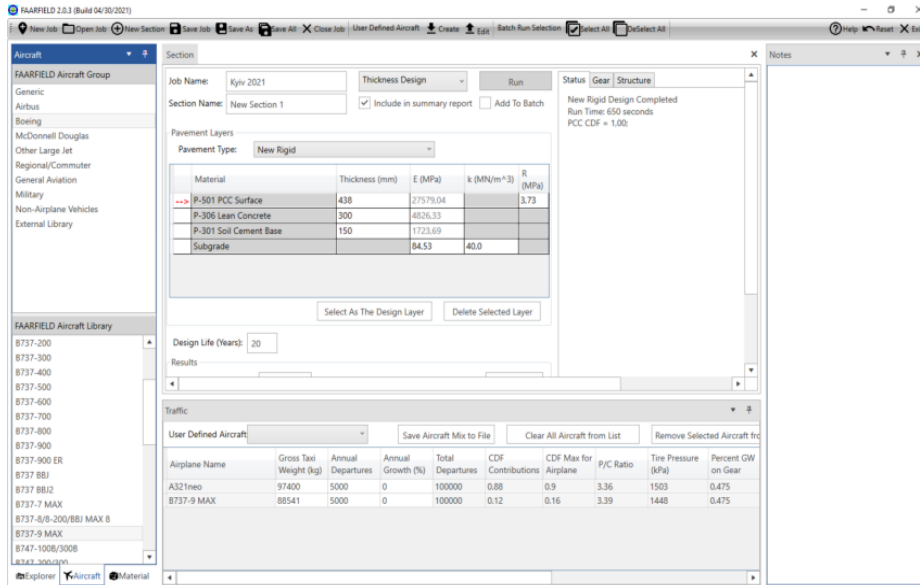 FAARFIELD 2.0.3 (Build 04/30/2021)
New Job Open Job New Section Save Job Save As Save All Close Job User Defined Aircraft Create Edit Batch Run Selection Select All DeSelect All Help Reset
Aircraft
FAARFIELD Aircraft Group
Generic
Airbus
Boeing
McDonnell Douglas
Other Large Jet
Regional/Commuter
General Aviation
Military
Non-Airplane Vehicles
External Library
FAARFIELD Aircraft Library
B737-200
B737-300
B737-400
B737-500
B737-600
B737-700
B737-800
B737-900
B737-900 ER
B737 BBJ
B737 BBJ2
B737-7 MAX
B737-8/8-200/BBJ MAX 8
B737-9 MAX
B747-100B/300B
B747-200/300
Explorer Aircraft Material
Section
Job Name: Kyiv 2021 Thickness Design Run
Section Name: New Section 1 Include in summary report Add To Batch
Pavement Layers
Pavement Type: New Rigid
Material Thickness (mm) E (MPa) k (MN/m^3) R (MPa)
--> P-501 PCC Surface 438 27579.04 3.73
P-306 Lean Concrete 300 4826.33
P-301 Soil Cement Base 150 1723.69
Subgrade 84.53 40.0
Select As The Design Layer Delete Selected Layer
Design Life (Years): 20
Results
Status Gear Structure
New Rigid Design Completed
Run Time: 650 seconds
PCC CDF = 1,00;
Notes
Traffic
User Defined Aircraft: Save Aircraft Mix to File Clear All Aircraft from List Remove Selected Aircraft
Airplane Name Gross Taxi Weight (kg) Annual Departures Annual Growth (%) Total Departures CDF Contributions CDF Max for Airplane P/C Ratio Tire Pressure (kPa) Percent GW on Gear
A321neo 97400 5000 0 100000 0.88 0.9 3.36 1503 0.475
B737-9 MAX 88541 5000 0 100000 0.12 0.16 3.39 1448 0.475